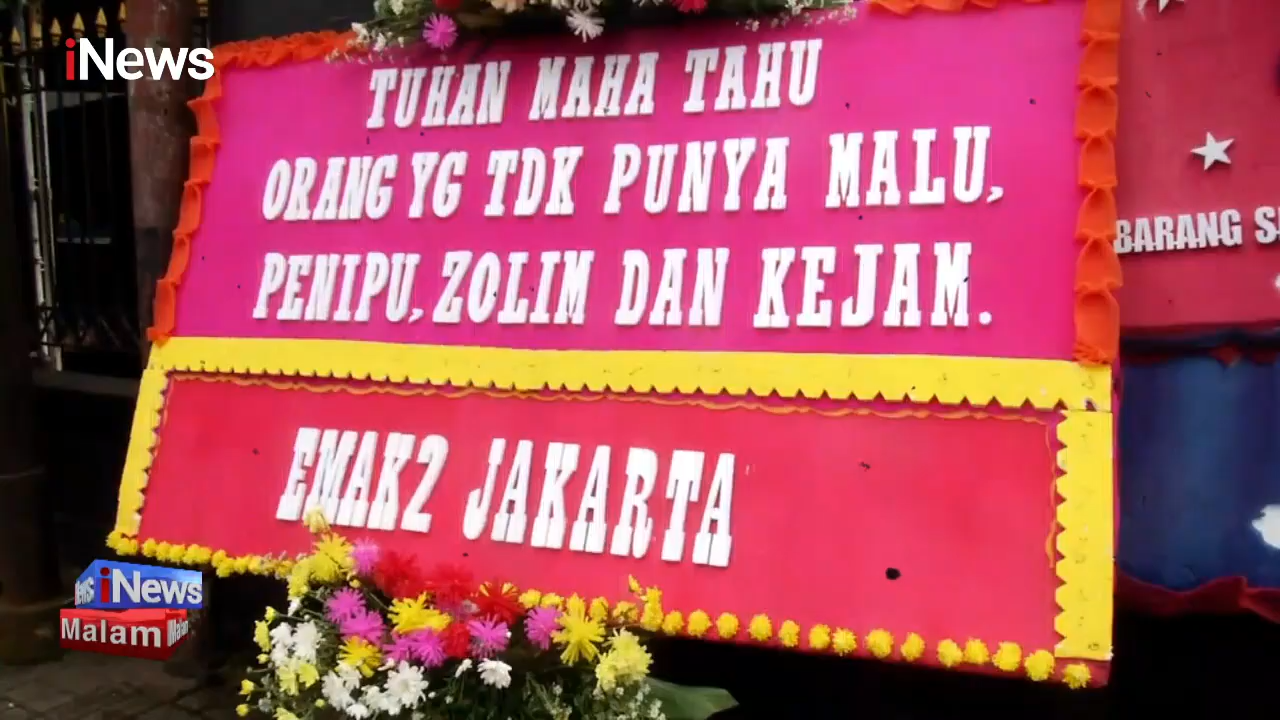 iNews
TUHAN MAHA TAHU
ORANG YG TDK PUNYA MALU,
PENIPU, ZOLIM DAN KEJAM.
EMAK2 JAKARTA
BARANG
iNews
Malam